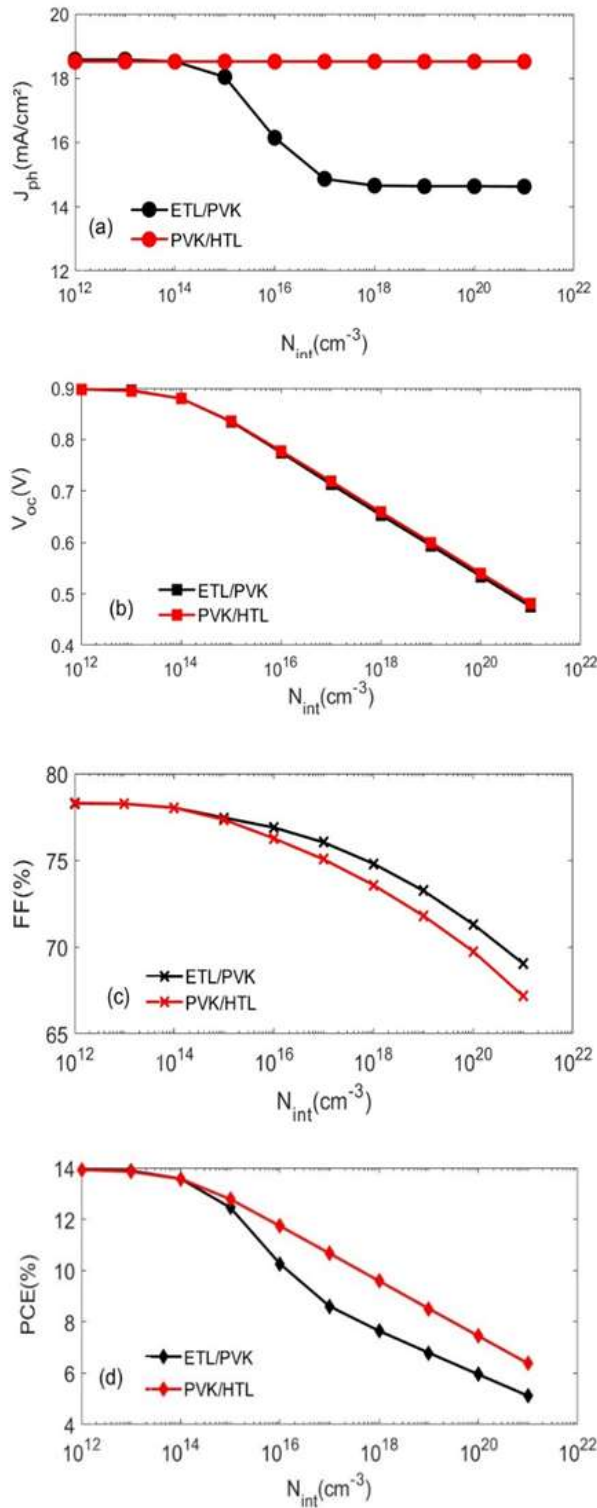 20
18
16
14
12
J_ph(mA/cm²)
(a)
ETL/PVK
PVK/HTL
10^12 10^14 10^16 10^18 10^20 10^22
N_int(cm^-3)
0.9
0.8
0.7
0.6
0.5
0.4
V_oc(V)
(b)
ETL/PVK
PVK/HTL
10^12 10^14 10^16 10^18 10^20 10^22
N_int(cm^-3)
80
75
70
65
FF(%)
(c)
ETL/PVK
PVK/HTL
10^12 10^14 10^16 10^18 10^20 10^22
N_int(cm^-3)
14
12
10
8
6
4
PCE(%)
(d)
ETL/PVK
PVK/HTL
10^12 10^14 10^16 10^18 10^20 10^22
N_int(cm^-3)